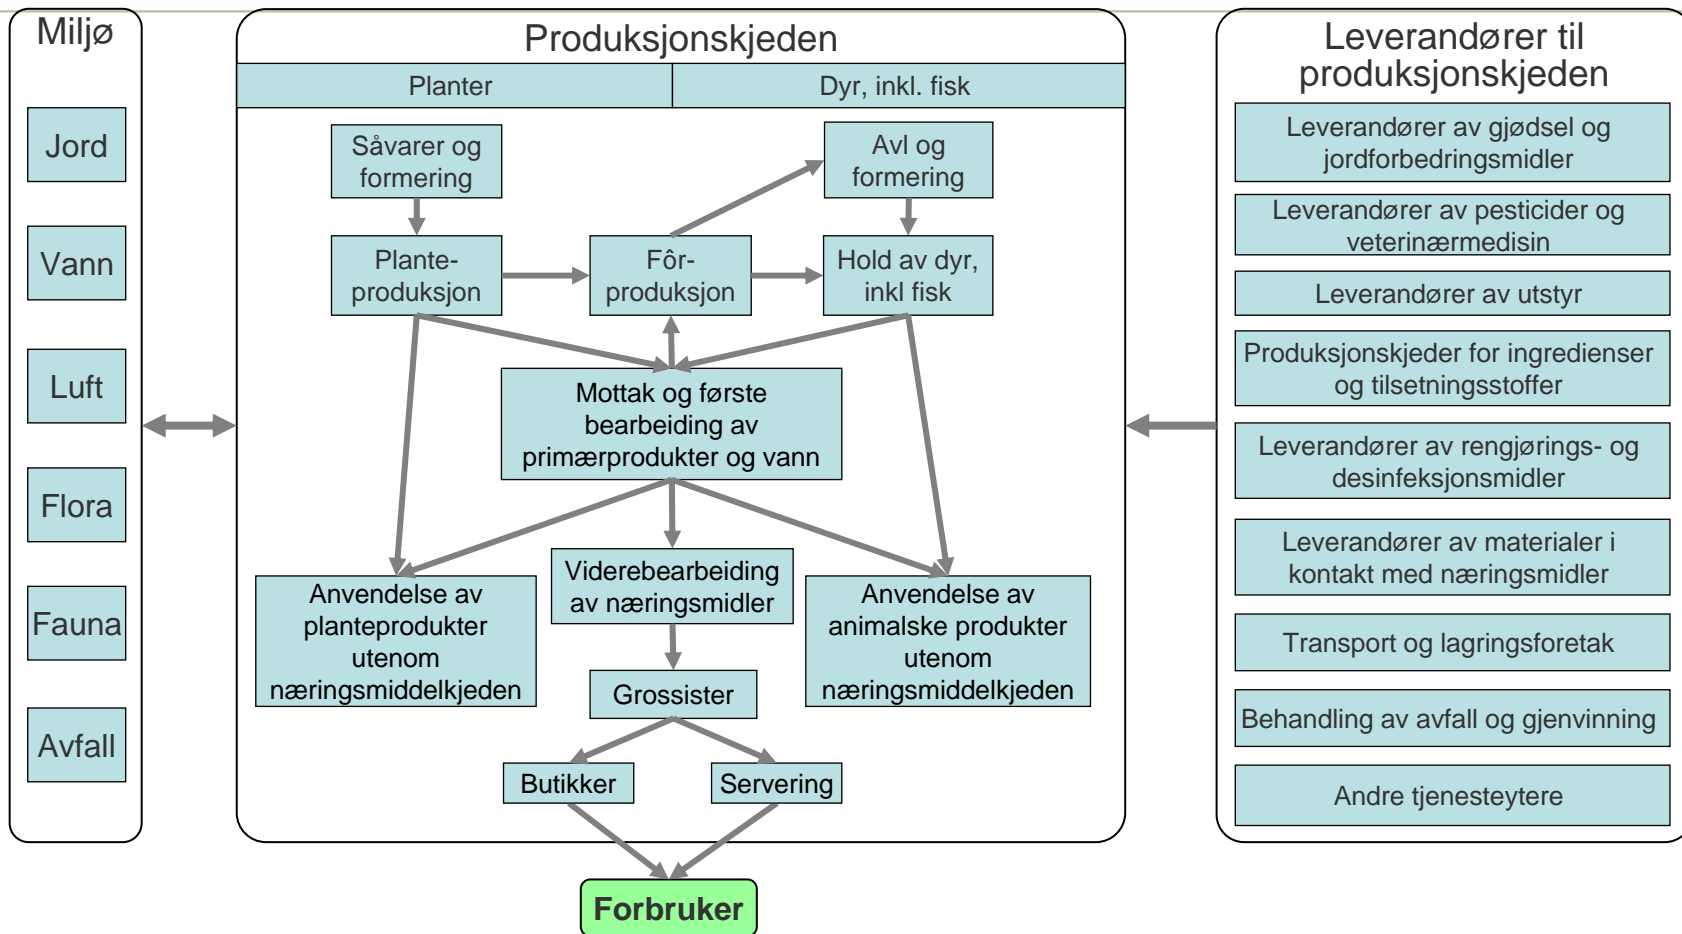 Miljø
Jord
Vann
Luft
Flora
Fauna
Avfall
Produksjonskjeden
Planter
Dyr, inkl. fisk
Såvarer og
formering
Avl og
formering
Plante-
produksjon
Fôr-
produksjon
Hold av dyr,
inkl fisk
Mottak og første
bearbeiding av
primærprodukter og vann
Anvendelse av
planteprodukter
utenom
næringsmiddelkjeden
Viderebearbeiding
av næringsmidler
Anvendelse av
animalske produkter
utenom
næringsmiddelkjeden
Grossister
Butikker
Servering
Forbruker
Leverandører til
produksjonskjeden
Leverandører av gjødsel og
jordforbedringsmidler
Leverandører av pesticider og
veterinærmedisin
Leverandører av utstyr
Produksjonskjeder for ingredienser
og tilsetningsstoffer
Leverandører av rengjørings- og
desinfeksjonsmidler
Leverandører av materialer i
kontakt med næringsmidler
Transport og lagringsforetak
Behandling av avfall og gjenvinning
Andre tjenesteytere